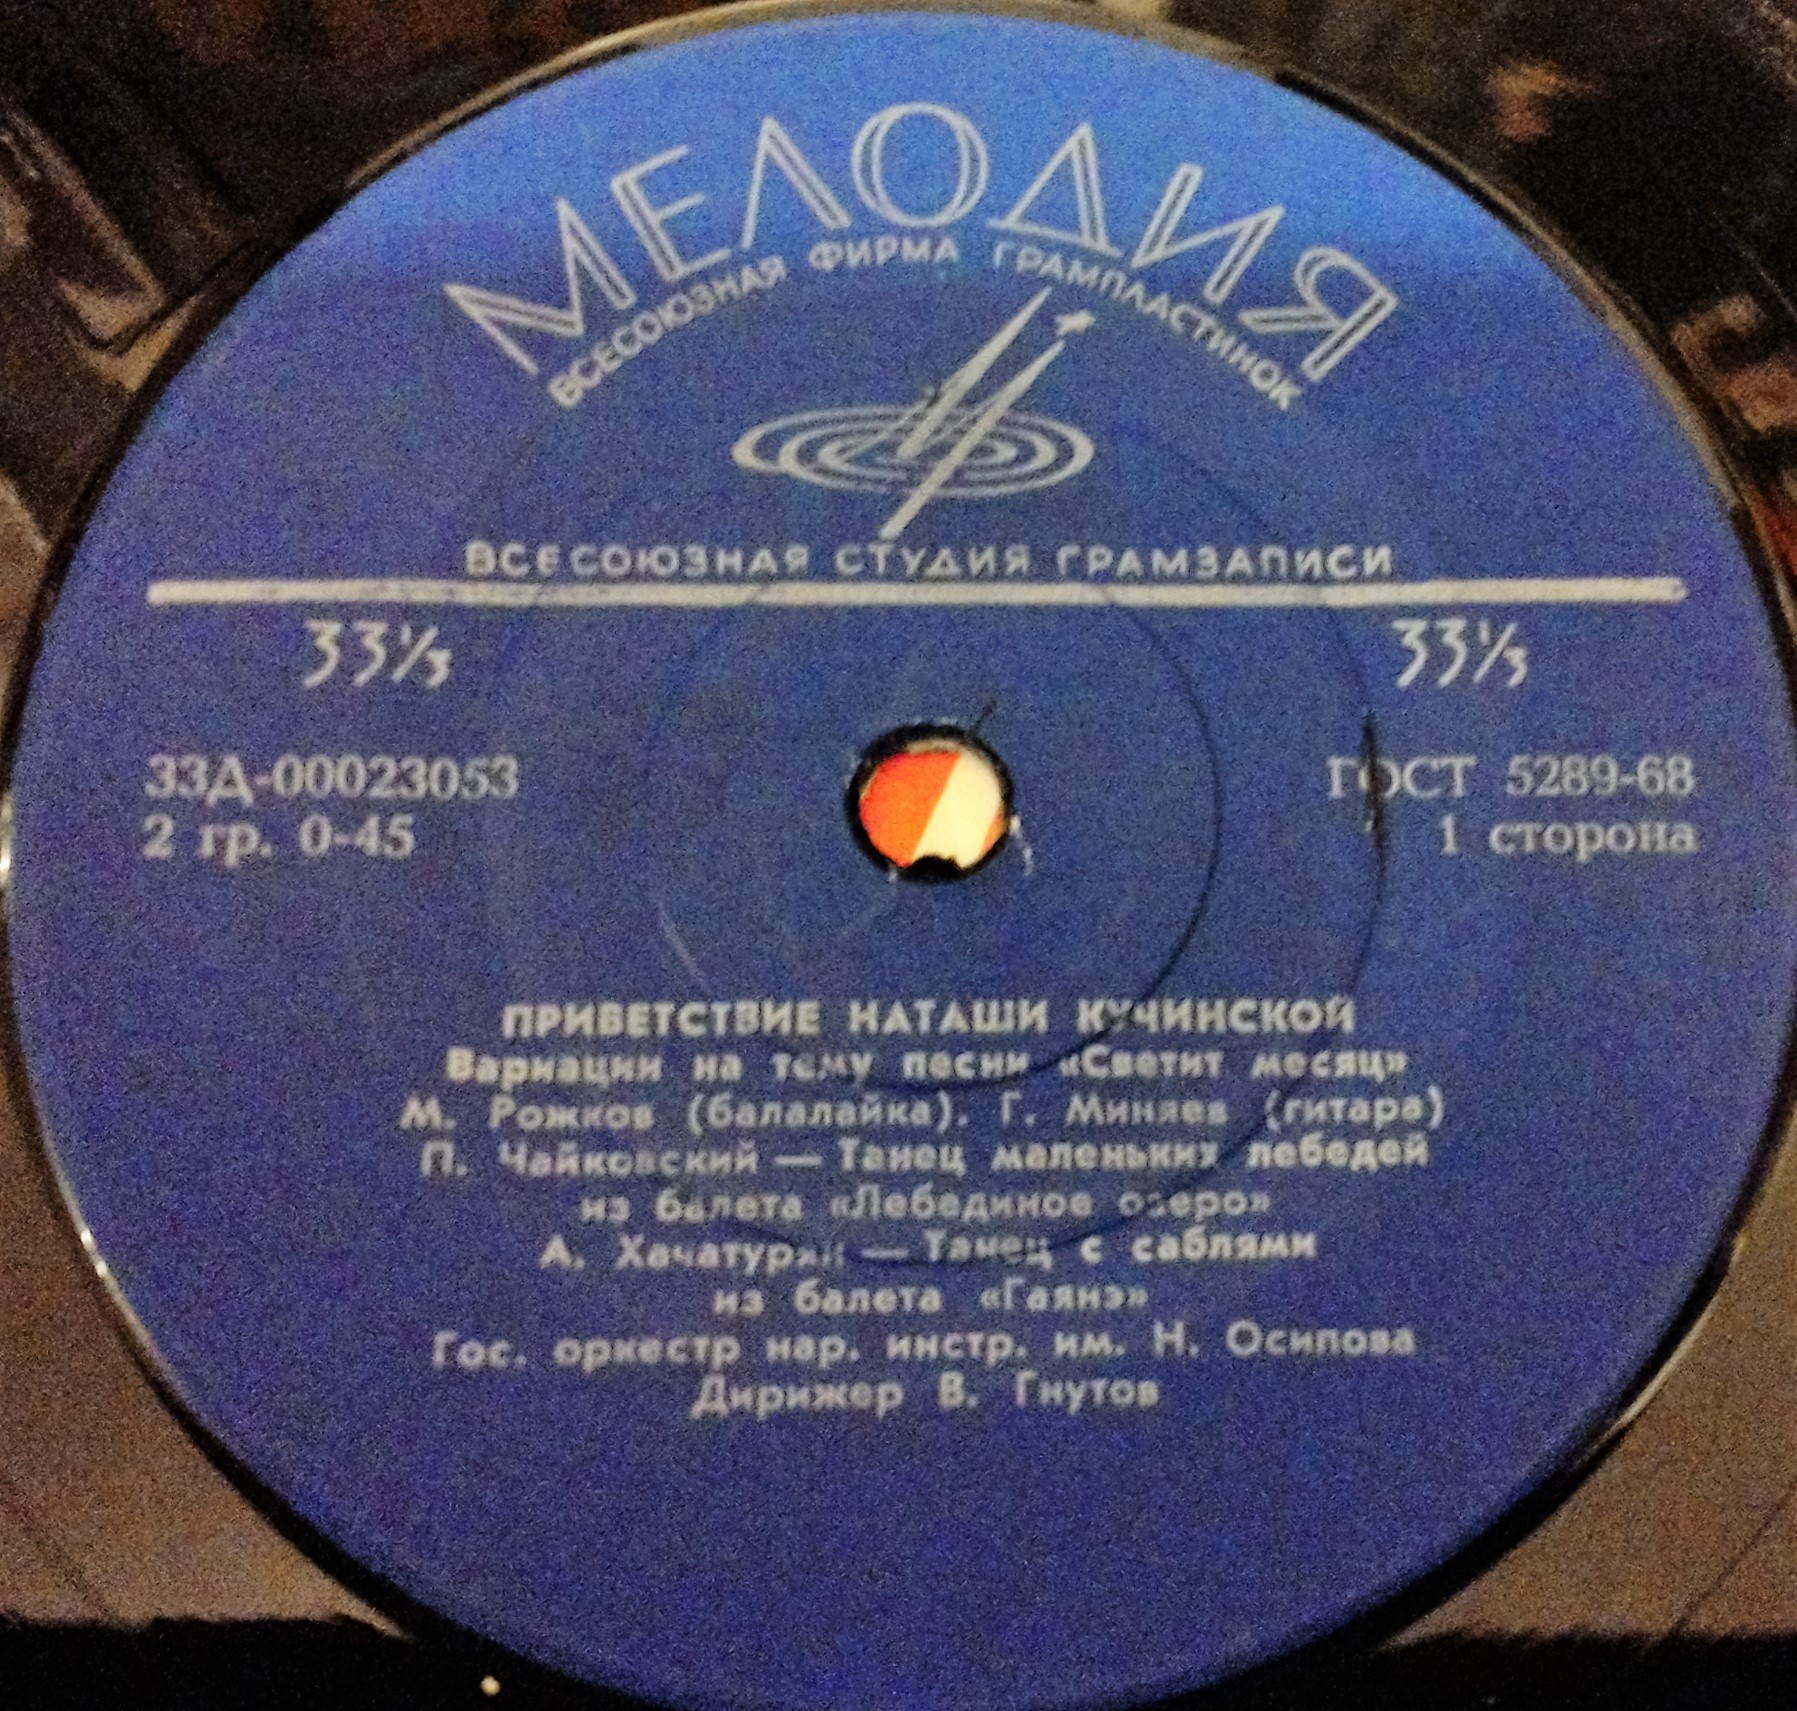 МЕЛОДИЯ
ВСЕСОЮЗНАЯ ФИРМА ГРАМПЛАСТИНОК
ВСЕСОЮЗНАЯ СТУДИЯ ГРАМЗАПИСИ
33⅓ 33⅓
33Д-00023053 ГОСТ 5289-68
2 гр. 0-45 1 сторона
ПРИВЕТСТВИЕ НАТАШИ КУЧИНСКОЙ
Вариации на тему песни «Светит месяц»
М. Рожков (балалайка). Г. Миняев (гитара)
П. Чайковский — Танец маленьких лебедей
из балета «Лебединое озеро»
А. Хачатурян — Танец с саблями
из балета «Гаянэ»
Гос. оркестр нар. инстр. им. Н. Осипова
Дирижер В. Гнутов